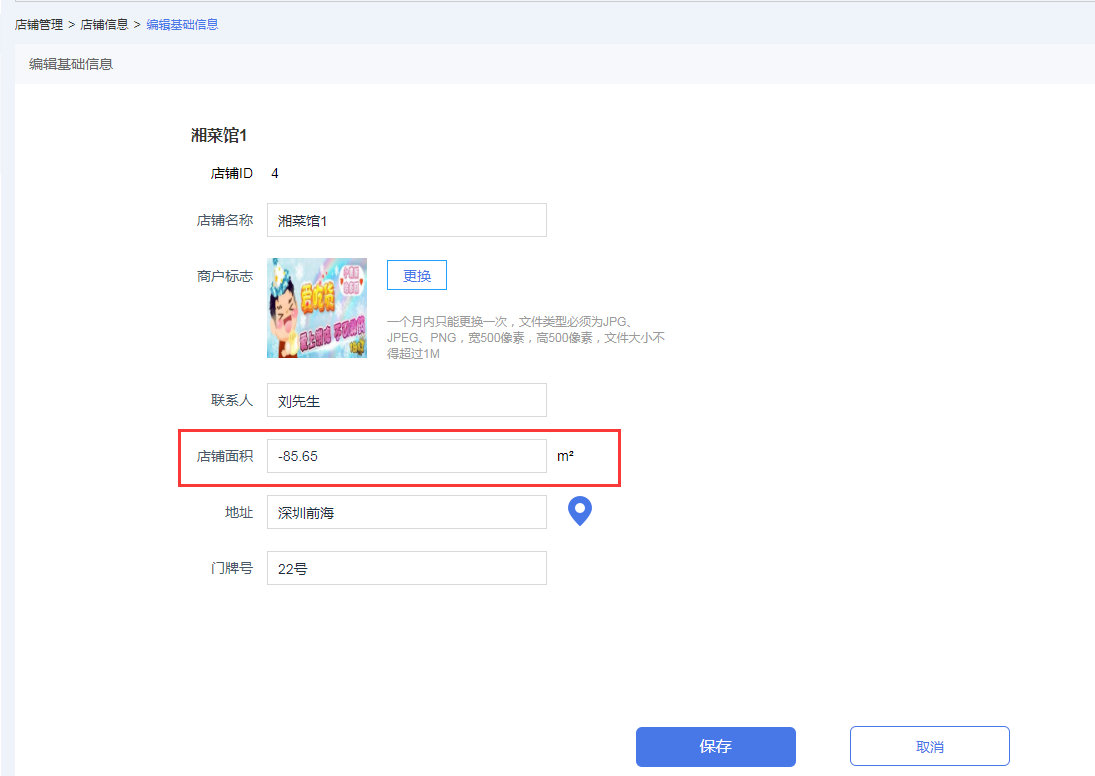 店铺管理 > 店铺信息 > 编辑基础信息
编辑基础信息
湘菜馆1
店铺ID 4
店铺名称 湘菜馆1
商户标志 更换
爱吃货
一个月内只能更换一次，文件类型必须为JPG、
JPEG、PNG，宽500像素，高500像素，文件大小不
得超过1M
联系人 刘先生
店铺面积 -85.65 m²
地址 深圳前海
门牌号 22号
保存 取消